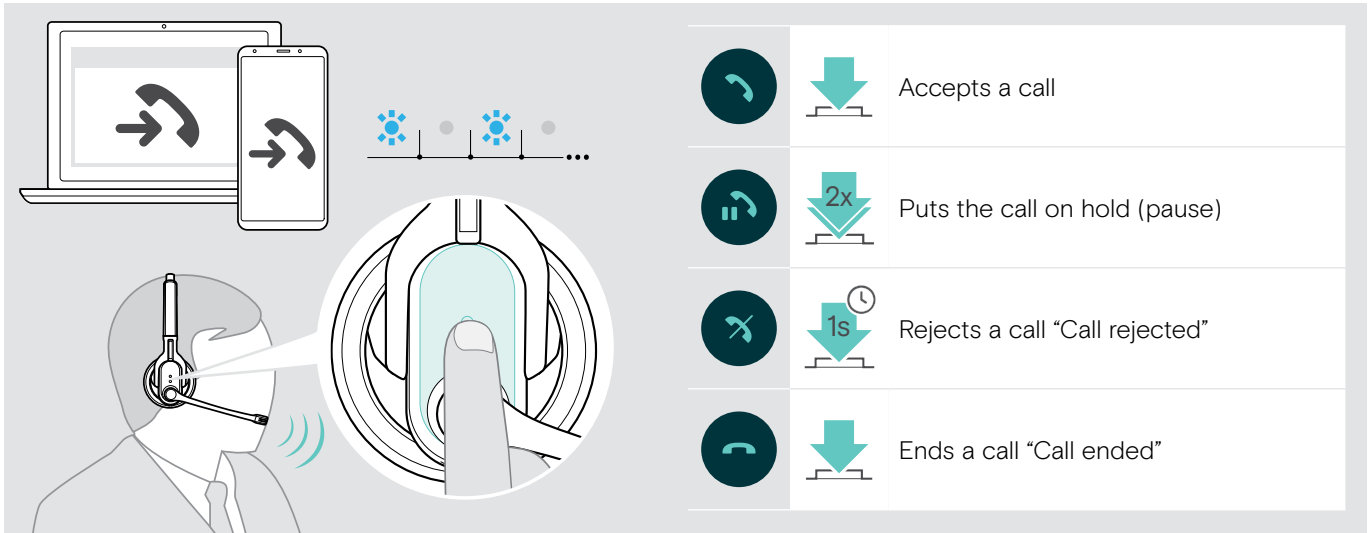 Accepts a call
2x
Puts the call on hold (pause)
1s
Rejects a call “Call rejected”
Ends a call “Call ended”